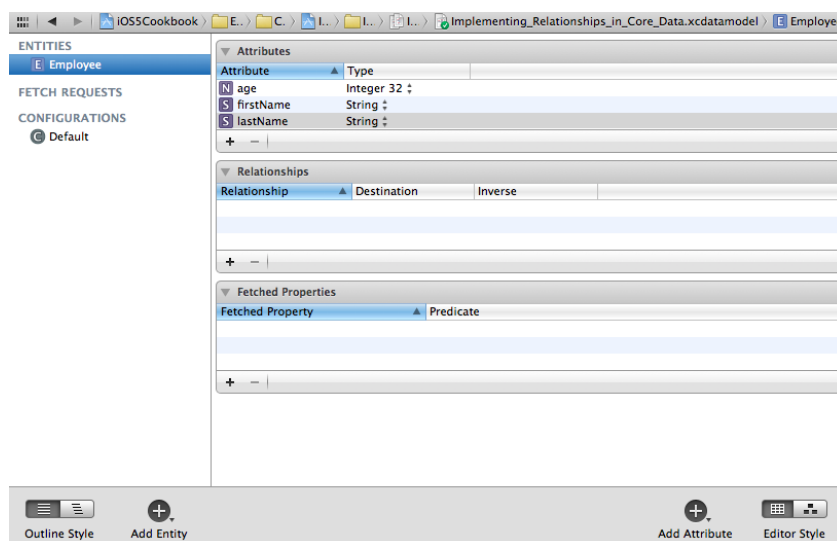 iOS5Cookbook E.. C. I... I... I... Implementing_Relationships_in_Core_Data.xcdatamodel E Employe
ENTITIES
E Employee
FETCH REQUESTS
CONFIGURATIONS
C Default
Attributes
Attribute Type
N age Integer 32
S firstName String
S lastName String
+ −
Relationships
Relationship Destination Inverse
+ −
Fetched Properties
Fetched Property Predicate
+ −
Outline Style Add Entity Add Attribute Editor Style